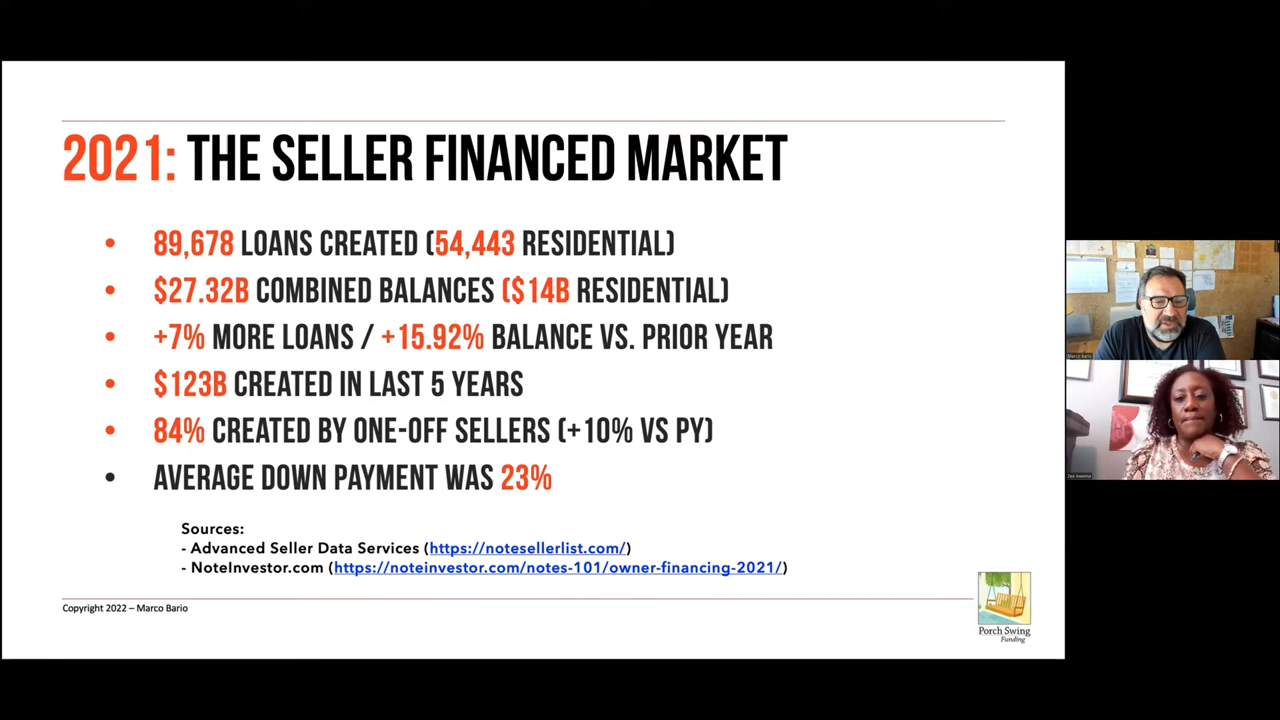 2021: THE SELLER FINANCED MARKET
• 89,678 LOANS CREATED (54,443 RESIDENTIAL)
• $27.32B COMBINED BALANCES ($14B RESIDENTIAL)
• +7% MORE LOANS / +15.92% BALANCE VS. PRIOR YEAR
• $123B CREATED IN LAST 5 YEARS
• 84% CREATED BY ONE-OFF SELLERS (+10% VS PY)
• AVERAGE DOWN PAYMENT WAS 23%
Sources:
- Advanced Seller Data Services (https://notesellerlist.com/)
- NoteInvestor.com (https://noteinvestor.com/notes-101/owner-financing-2021/)
Copyright 2022 – Marco Bario
Porch Swing
Funding
Marco Bario